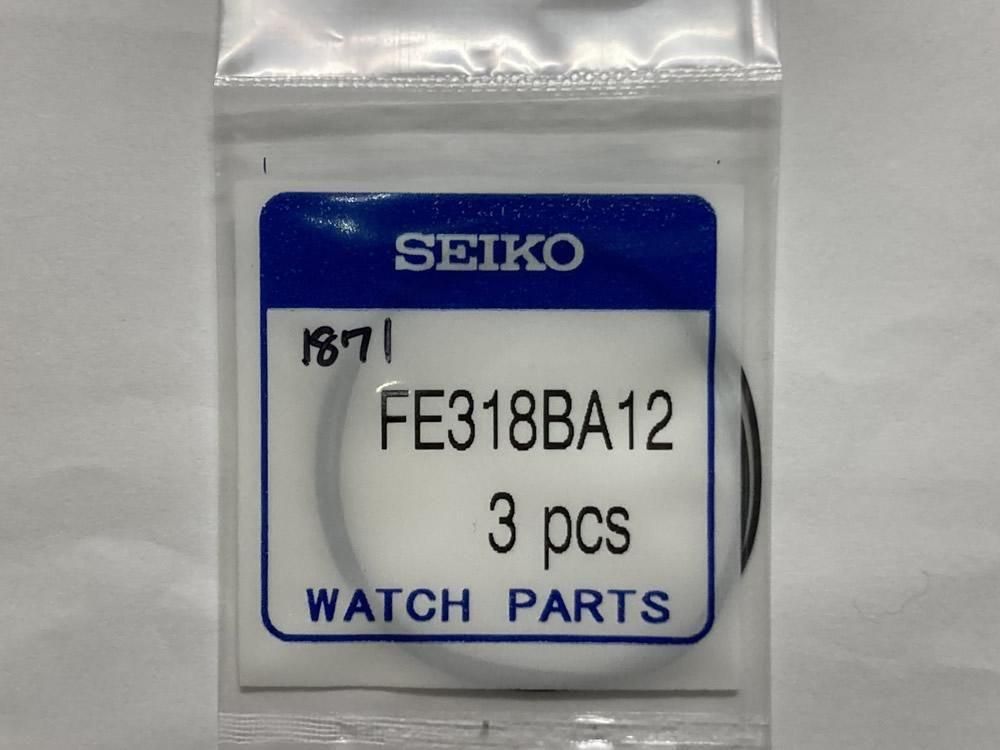 SEIKO
1871
FE318BA12
3 pcs
WATCH PARTS